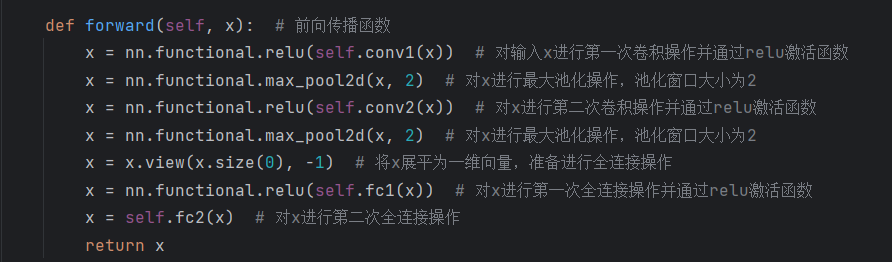 def forward(self, x):  # 前向传播函数
    x = nn.functional.relu(self.conv1(x))  # 对输入x进行第一次卷积操作并通过relu激活函数
    x = nn.functional.max_pool2d(x, 2)  # 对x进行最大池化操作，池化窗口大小为2
    x = nn.functional.relu(self.conv2(x))  # 对x进行第二次卷积操作并通过relu激活函数
    x = nn.functional.max_pool2d(x, 2)  # 对x进行最大池化操作，池化窗口大小为2
    x = x.view(x.size(0), -1)  # 将x展平为一维向量，准备进行全连接操作
    x = nn.functional.relu(self.fc1(x))  # 对x进行第一次全连接操作并通过relu激活函数
    x = self.fc2(x)  # 对x进行第二次全连接操作
    return x